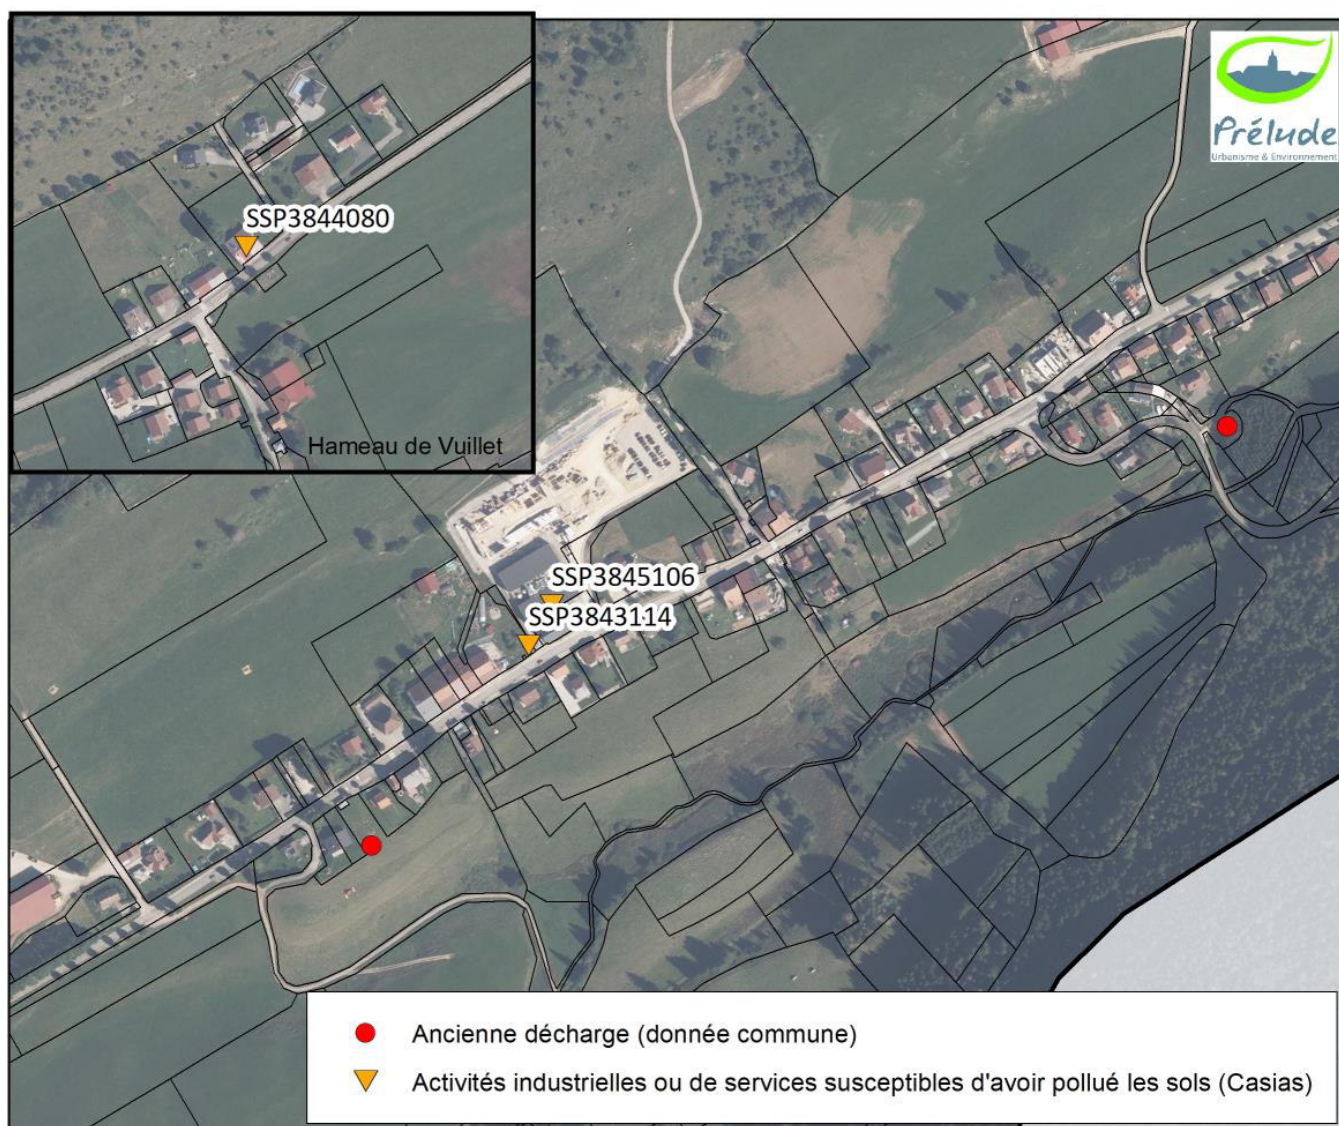 Prélude
Urbanisme & Environnement
SSP3844080
Hameau de Vuillet
SSP3845106
SSP3843114
Ancienne décharge (donnée commune)
Activités industrielles ou de services susceptibles d'avoir pollué les sols (Casias)